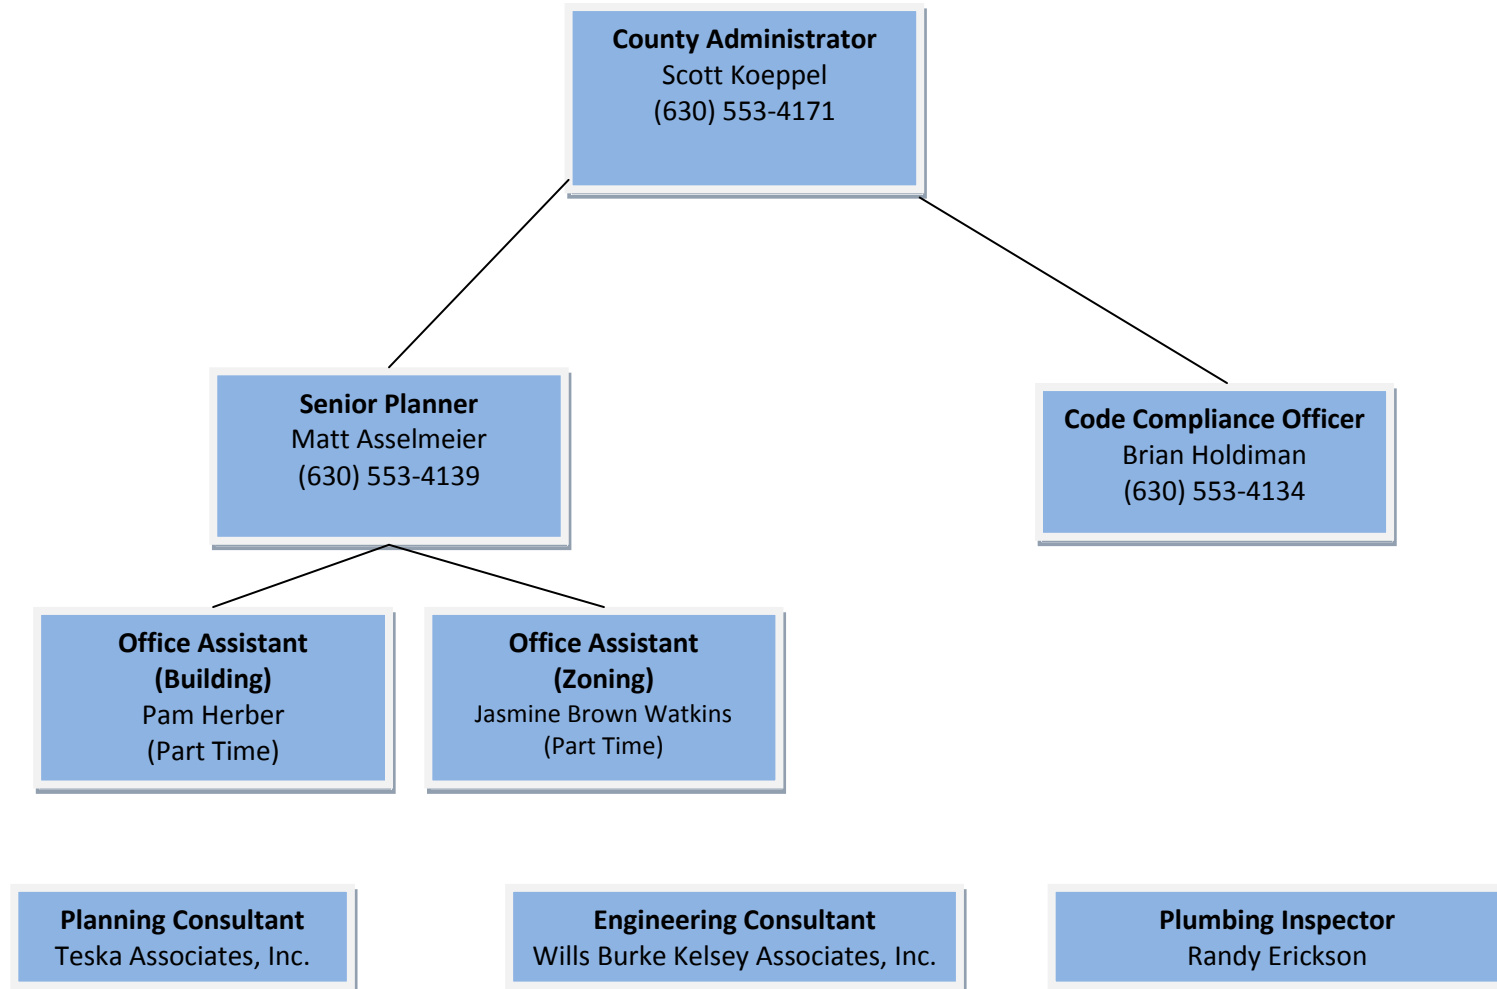 County Administrator
Scott Koeppel
(630) 553-4171
Senior Planner
Matt Asselmeier
(630) 553-4139
Code Compliance Officer
Brian Holdiman
(630) 553-4134
Office Assistant
(Building)
Pam Herber
(Part Time)
Office Assistant
(Zoning)
Jasmine Brown Watkins
(Part Time)
Planning Consultant
Teska Associates, Inc.
Engineering Consultant
Wills Burke Kelsey Associates, Inc.
Plumbing Inspector
Randy Erickson